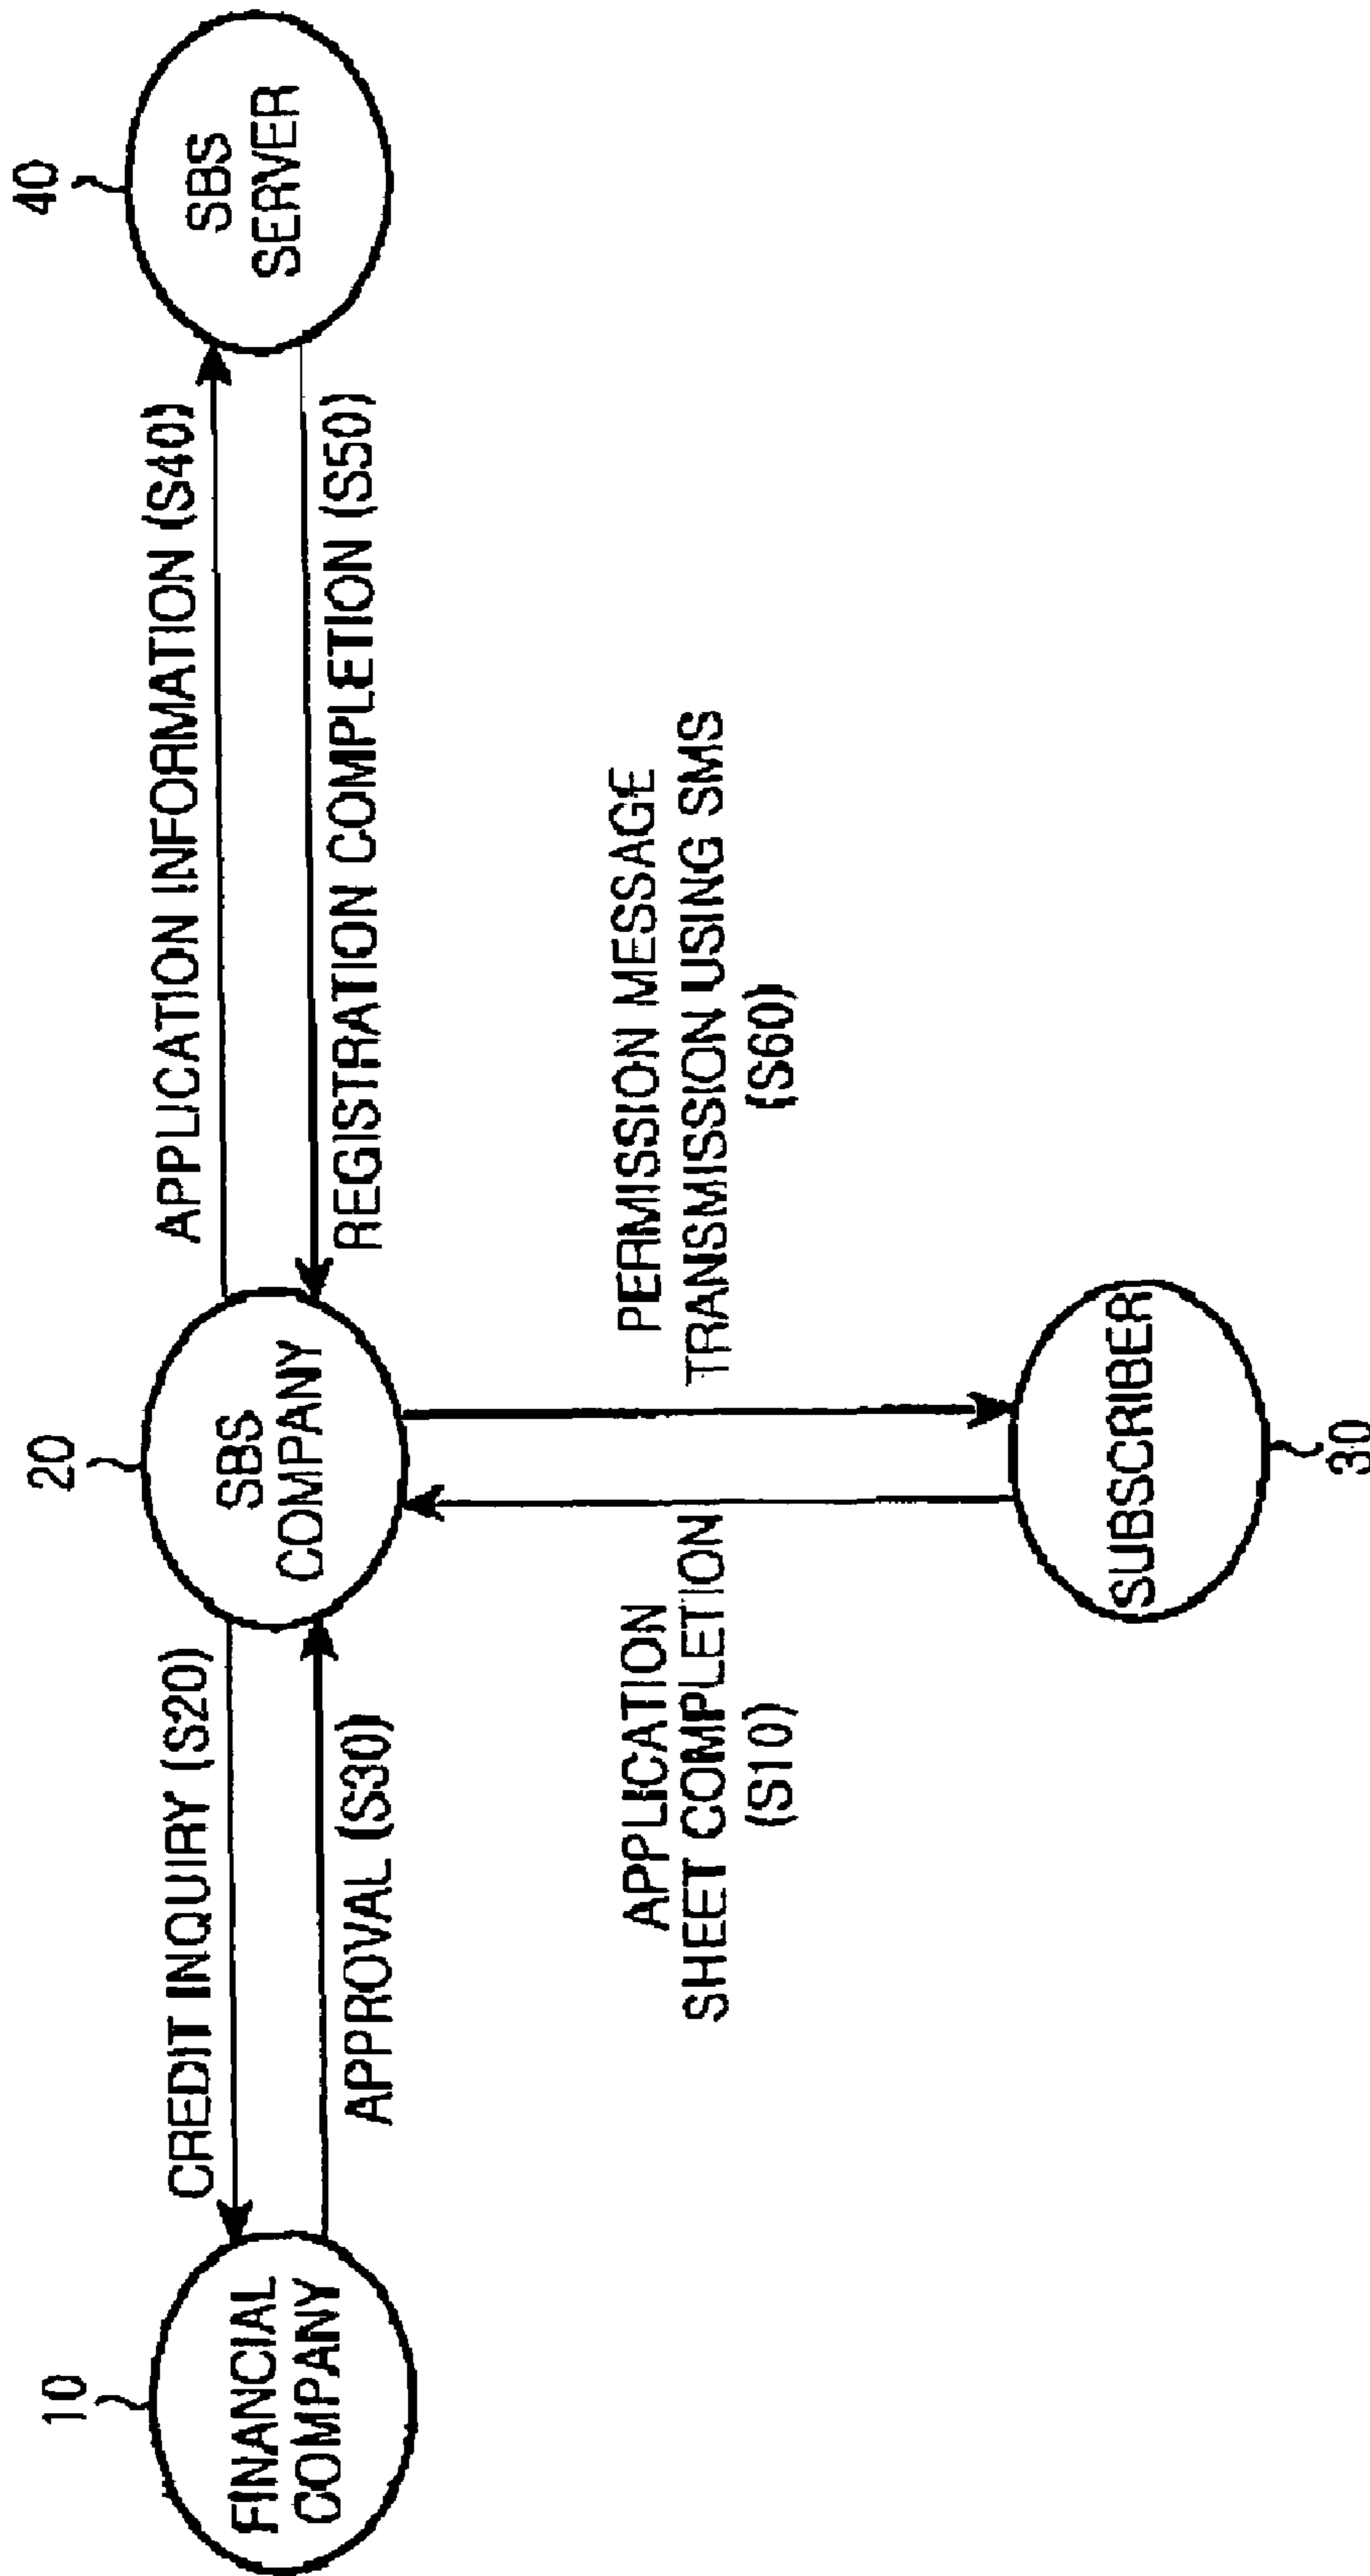 10
FINANCIAL
COMPANY
CREDIT INQUIRY (S20)
APPROVAL (S30)
20
SBS
COMPANY
APPLICATION INFORMATION (S40)
REGISTRATION COMPLETION (S50)
40
SBS
SERVER
APPLICATION
SHEET COMPLETION
(S10)
PERMISSION MESSAGE
TRANSMISSION USING SMS
(S60)
SUBSCRIBER
30